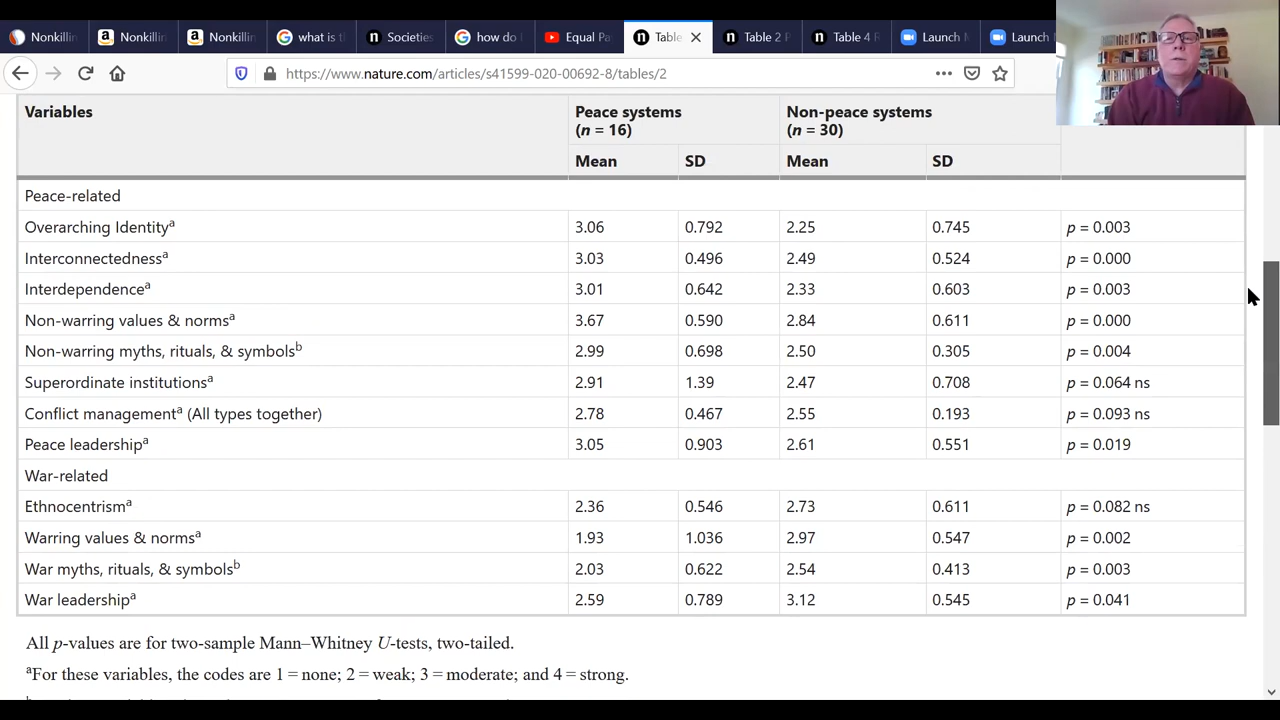 Nonkillin
Nonkillin
Nonkillin
what is t
Societies
how do
Equal Pa
Table
Table 2 P
Table 4 R
Launch
Launch
https://www.nature.com/articles/s41599-020-00692-8/tables/2
Variables Peace systems (n = 16) Non-peace systems (n = 30)
Mean SD Mean SD
Peace-related
Overarching Identitya 3.06 0.792 2.25 0.745 p = 0.003
Interconnectednessa 3.03 0.496 2.49 0.524 p = 0.000
Interdependencea 3.01 0.642 2.33 0.603 p = 0.003
Non-warring values & normsa 3.67 0.590 2.84 0.611 p = 0.000
Non-warring myths, rituals, & symbolsb 2.99 0.698 2.50 0.305 p = 0.004
Superordinate institutionsa 2.91 1.39 2.47 0.708 p = 0.064 ns
Conflict managementa (All types together) 2.78 0.467 2.55 0.193 p = 0.093 ns
Peace leadershipa 3.05 0.903 2.61 0.551 p = 0.019
War-related
Ethnocentrisma 2.36 0.546 2.73 0.611 p = 0.082 ns
Warring values & normsa 1.93 1.036 2.97 0.547 p = 0.002
War myths, rituals, & symbolsb 2.03 0.622 2.54 0.413 p = 0.003
War leadershipa 2.59 0.789 3.12 0.545 p = 0.041
All p-values are for two-sample Mann–Whitney U-tests, two-tailed.
aFor these variables, the codes are 1 = none; 2 = weak; 3 = moderate; and 4 = strong.